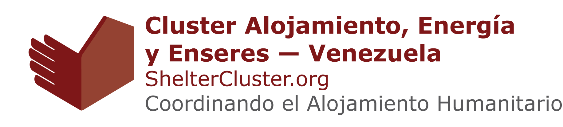 Cluster Alojamiento, Energía
y Enseres — Venezuela
ShelterCluster.org
Coordinando el Alojamiento Humanitario